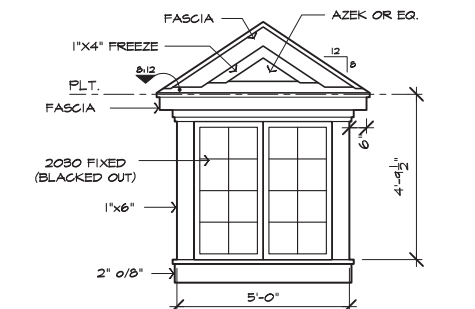 FASCIA
AZEK OR EQ.
1"X4" FREEZE
12
8
8:12
PLT.
FASCIA
6"
4'-9½"
2030 FIXED
(BLACKED OUT)
1"x6"
2" o/8"
5'-0"